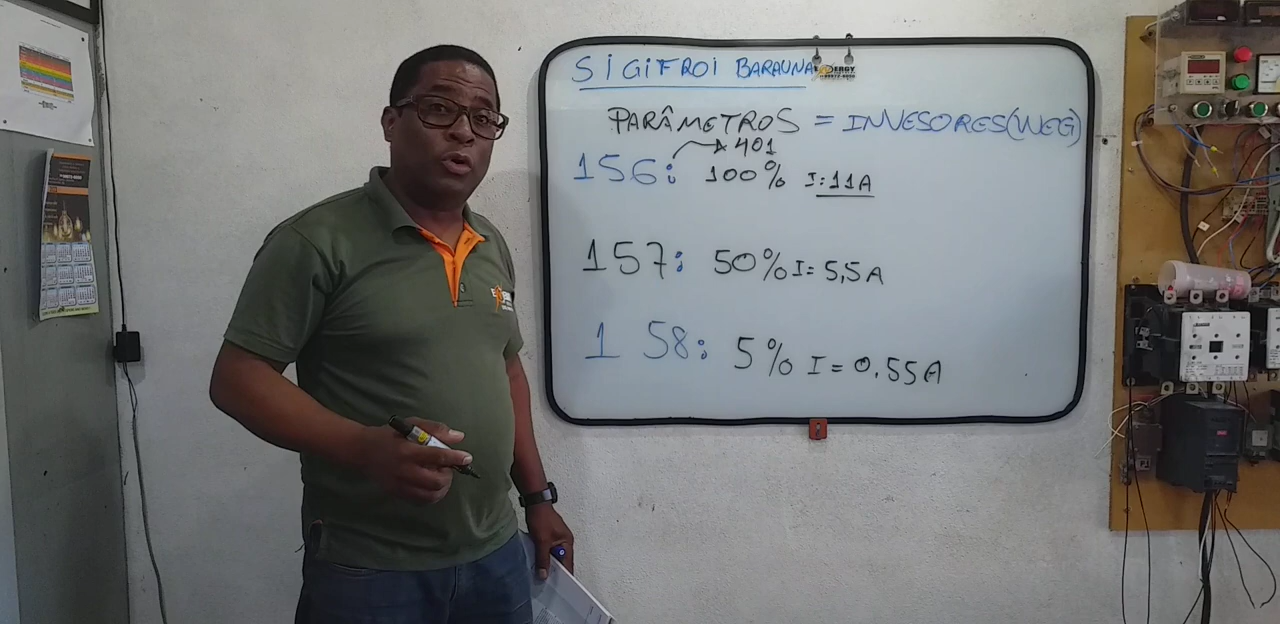 SIGIFROI BARAUNA
PARÂMETROS = INVESORES(WEG)
401
156: 100% I:11A
157: 50% I= 5,5A
158: 5% I= 0,55A